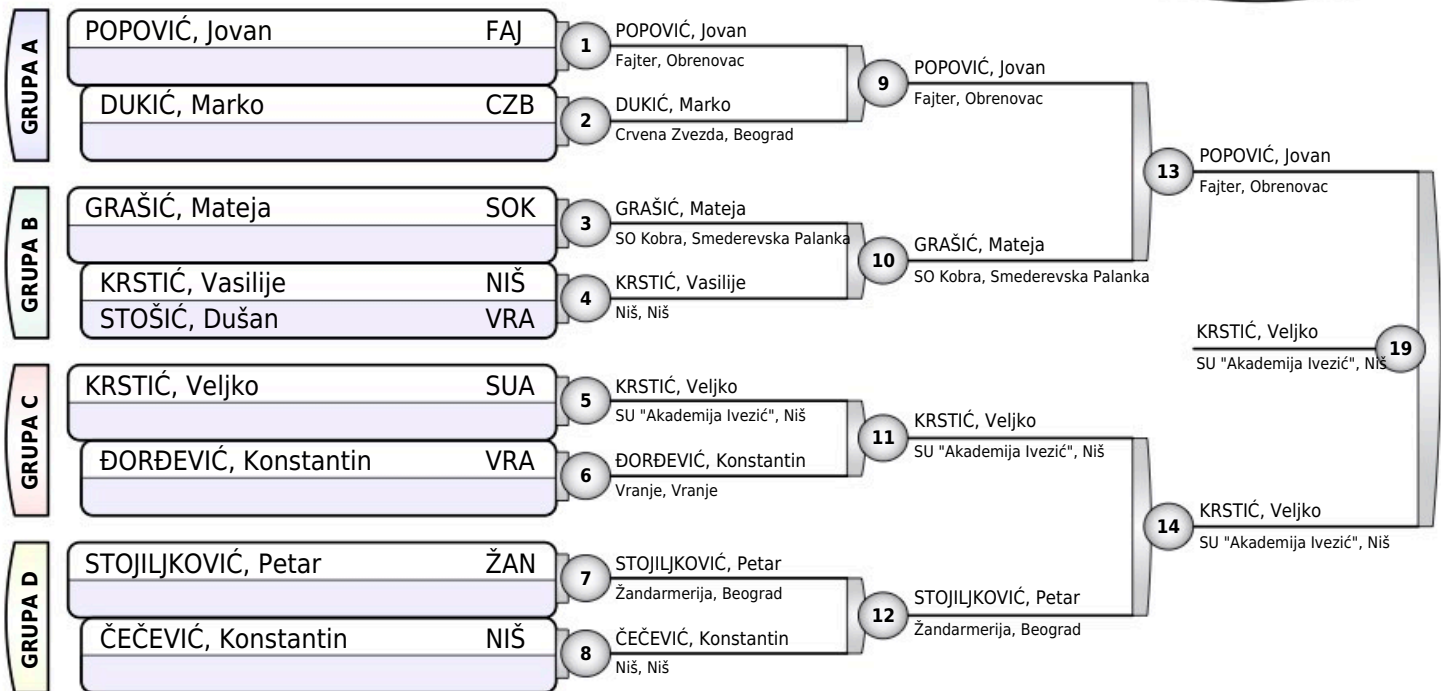 GRUPA A
POPOVIĆ, Jovan FAJ
DUKIĆ, Marko CZB
GRUPA B
GRAŠIĆ, Mateja SOK
KRSTIĆ, Vasilije NIŠ
STOŠIĆ, Dušan VRA
GRUPA C
KRSTIĆ, Veljko SUA
ĐORĐEVIĆ, Konstantin VRA
GRUPA D
STOJILJKOVIĆ, Petar ŽAN
ČEČEVIĆ, Konstantin NIŠ
1
POPOVIĆ, Jovan
Fajter, Obrenovac
2
DUKIĆ, Marko
Crvena Zvezda, Beograd
3
GRAŠIĆ, Mateja
SO Kobra, Smederevska Palanka
4
KRSTIĆ, Vasilije
Niš, Niš
5
KRSTIĆ, Veljko
SU "Akademija Ivezić", Niš
6
ĐORĐEVIĆ, Konstantin
Vranje, Vranje
7
STOJILJKOVIĆ, Petar
Žandarmerija, Beograd
8
ČEČEVIĆ, Konstantin
Niš, Niš
9
POPOVIĆ, Jovan
Fajter, Obrenovac
10
GRAŠIĆ, Mateja
SO Kobra, Smederevska Palanka
11
KRSTIĆ, Veljko
SU "Akademija Ivezić", Niš
12
STOJILJKOVIĆ, Petar
Žandarmerija, Beograd
13
POPOVIĆ, Jovan
Fajter, Obrenovac
14
KRSTIĆ, Veljko
SU "Akademija Ivezić", Niš
KRSTIĆ, Veljko
SU "Akademija Ivezić", Niš
19